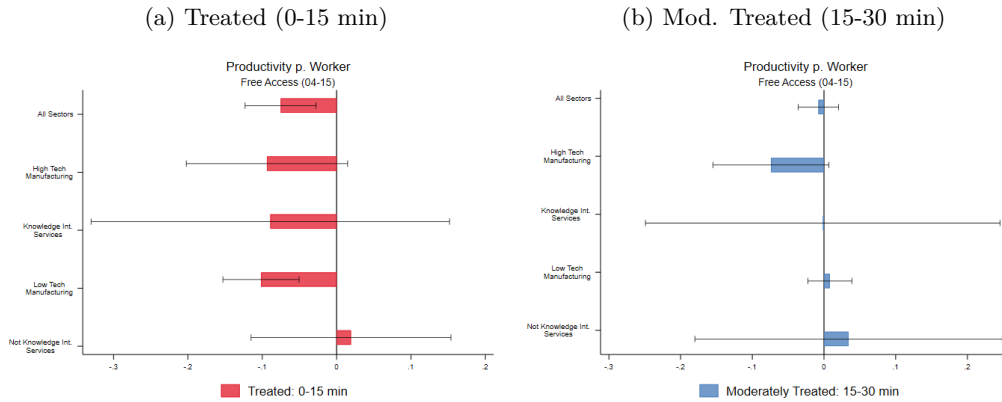 (a) Treated (0-15 min)
Productivity p. Worker
Free Access (04-15)
All Sectors
High Tech
Manufacturing
Knowledge Int.
Services
Low Tech
Manufacturing
Not Knowledge Int.
Services
-.3 -.2 -.1 0 .1 .2
Treated: 0-15 min
(b) Mod. Treated (15-30 min)
Productivity p. Worker
Free Access (04-15)
All Sectors
High Tech
Manufacturing
Knowledge Int.
Services
Low Tech
Manufacturing
Not Knowledge Int.
Services
-.3 -.2 -.1 0 .1 .2
Moderately Treated: 15-30 min